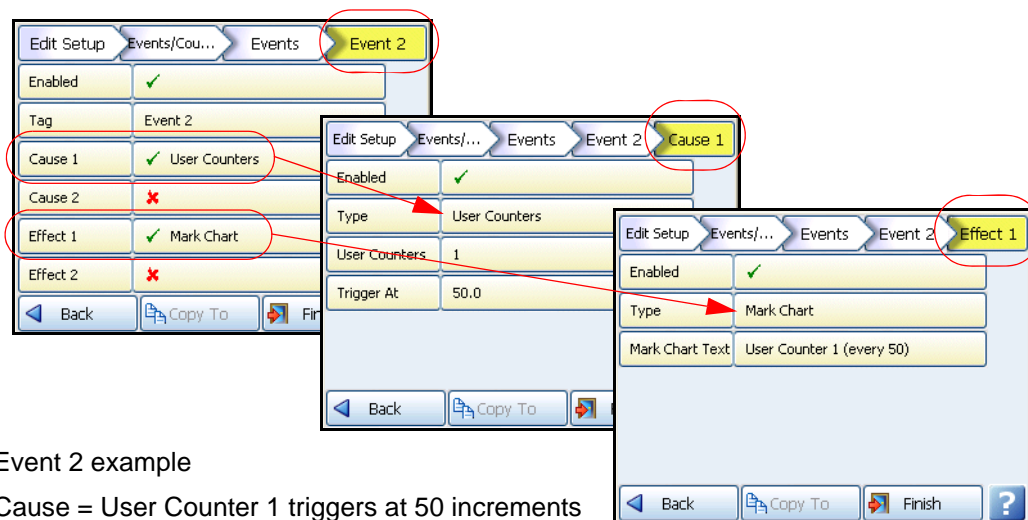 Edit Setup Events/Cou... Events Event 2
Enabled
Tag Event 2
Cause 1 User Counters
Cause 2
Effect 1 Mark Chart
Effect 2
Back Copy To
Edit Setup Events/... Events Event 2 Cause 1
Enabled
Type User Counters
User Counters 1
Trigger At 50.0
Back Copy To
Edit Setup Events/... Events Event 2 Effect 1
Enabled
Type Mark Chart
Mark Chart Text User Counter 1 (every 50)
Back Copy To Finish ?
Event 2 example
Cause = User Counter 1 triggers at 50 increments